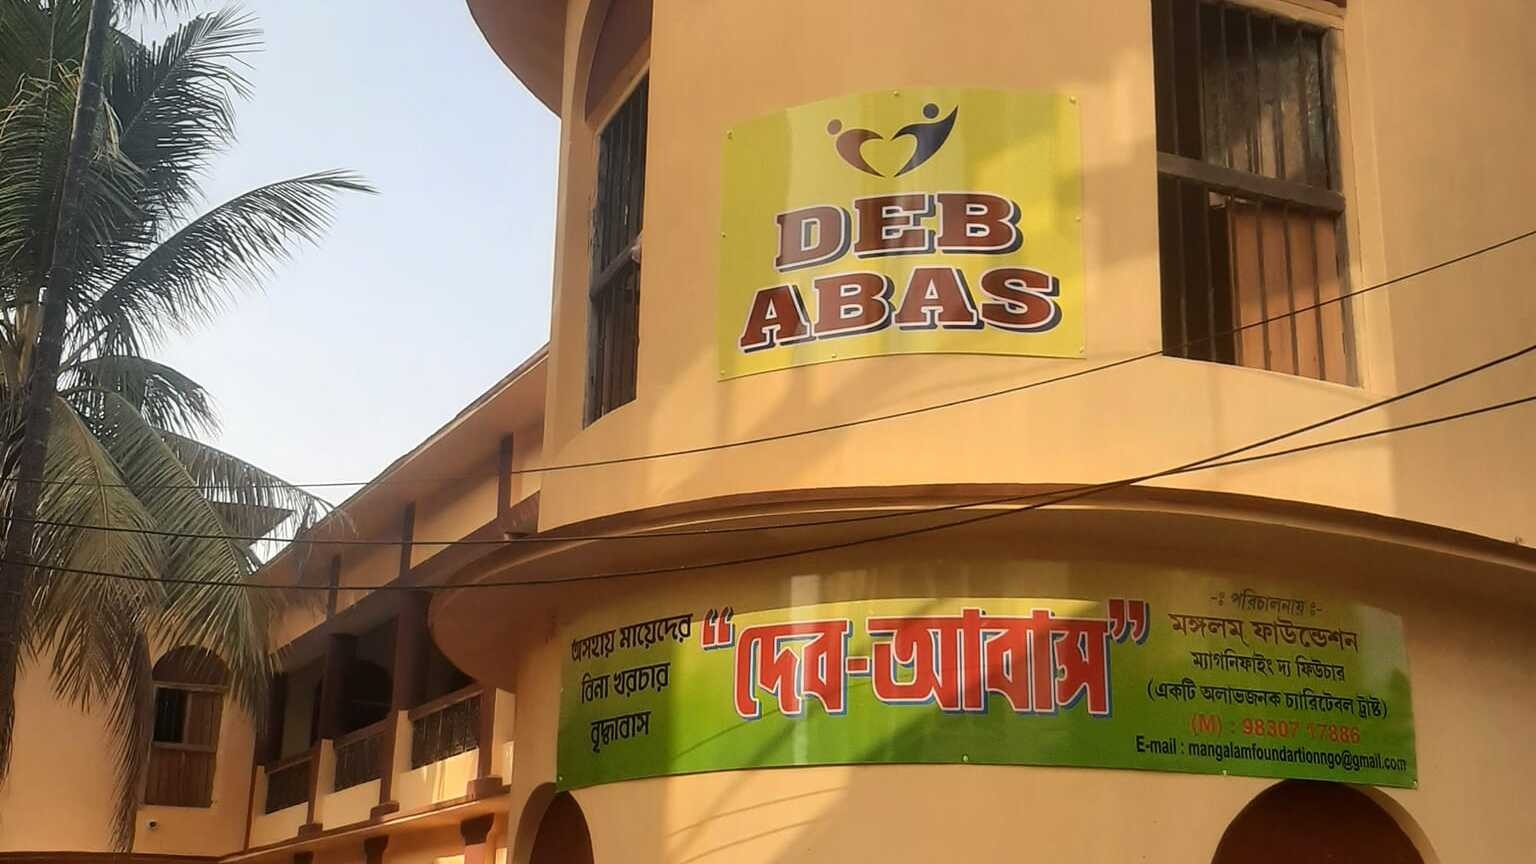 DEB
ABAS
অসহায় মায়েদের
বিনা খরচার
বৃদ্ধাবাস
“দেব-আবাস”
-ঃ পরিচালনায় ঃ-
মঙ্গলম্ ফাউন্ডেশন
ম্যাগনিফাইং দ্য ফিউচার
(একটি অলাভজনক চ্যারিটেবল ট্রাষ্ট)
(M) : 98307 17886
E-mail : mangalamfoundartionngo@gmail.com